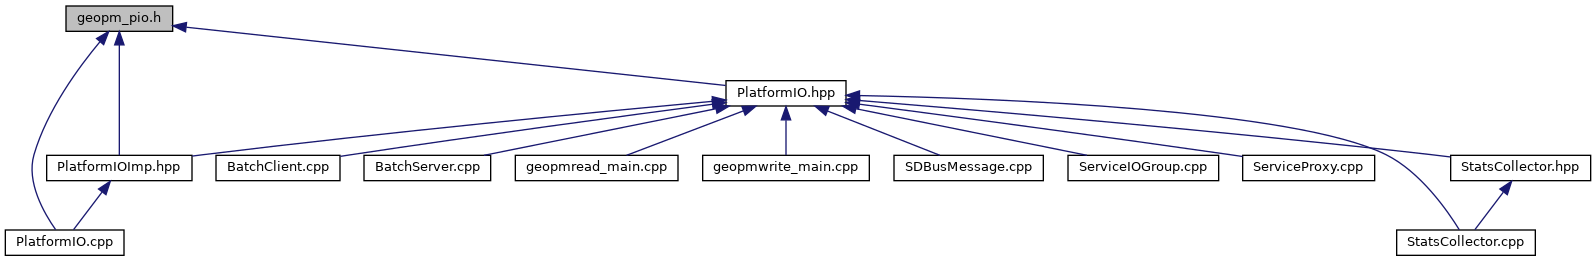 geopm_pio.h
PlatformIO.hpp
PlatformIOImp.hpp
BatchClient.cpp
BatchServer.cpp
geopmread_main.cpp
geopmwrite_main.cpp
SDBusMessage.cpp
ServiceIOGroup.cpp
ServiceProxy.cpp
StatsCollector.hpp
PlatformIO.cpp
StatsCollector.cpp